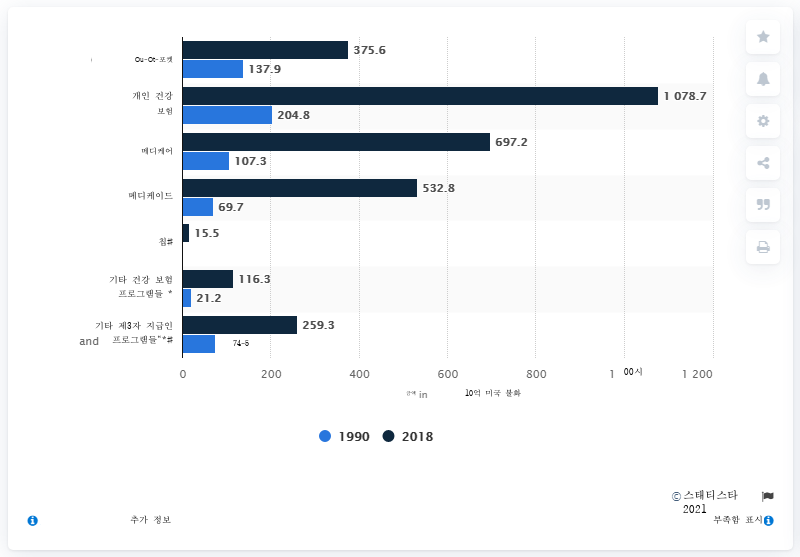 Ou-Ot-포켓
375.6
137.9
개인 건강
보험
1 078.7
204.8
메디케어
697.2
107.3
메디케이드
532.8
69.7
칩#
15.5
기타 건강 보험
프로그램들 *
116.3
21.2
기타 제3자 지급인
and 프로그램들"*#
259.3
74-5
0 200 400 600 800 1 00시 1 200
in 10억 미국 불화
1990 2018
© 스태티스타
2021
추가 정보
부족함 표시